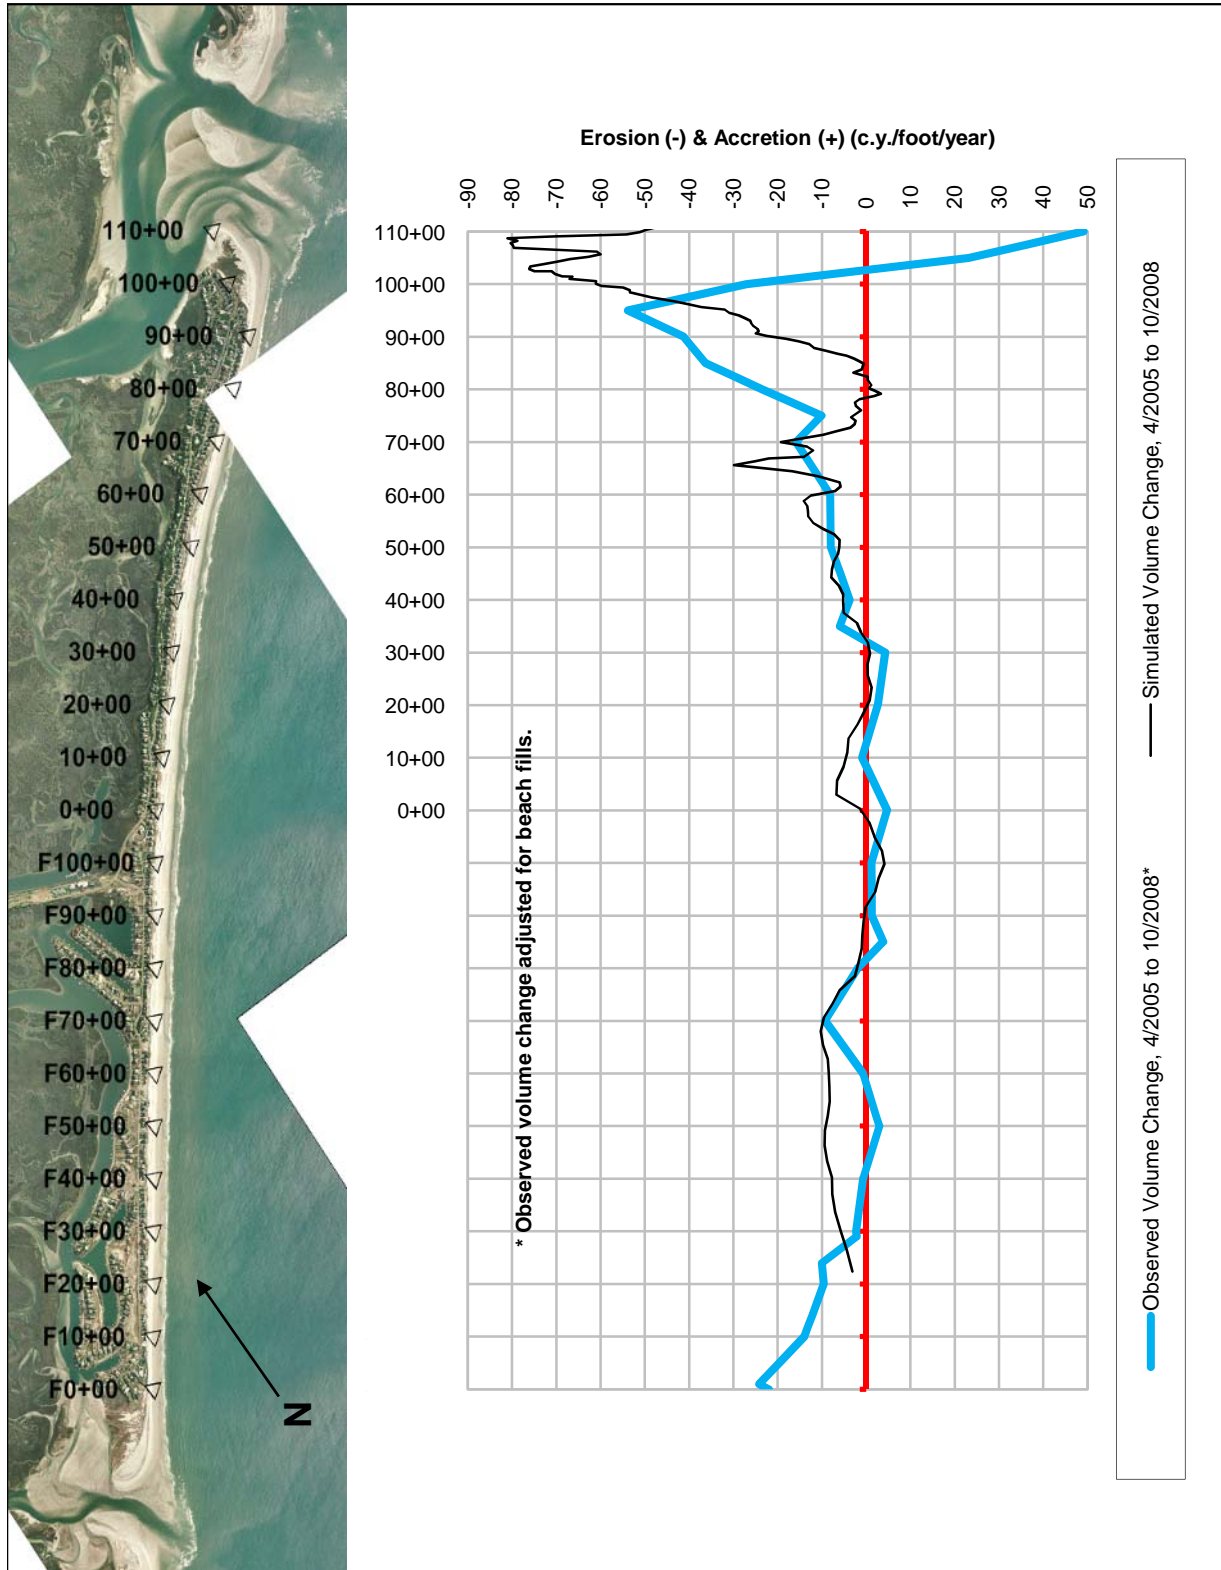 110+00
100+00
90+00
80+00
70+00
60+00
50+00
40+00
30+00
20+00
10+00
0+00
F100+00
F90+00
F80+00
F70+00
F60+00
F50+00
F40+00
F30+00
F20+00
F10+00
F0+00
N
Erosion (-) & Accretion (+) (c.y./foot/year)
-90
-80
-70
-60
-50
-40
-30
-20
-10
0
10
20
30
40
50
110+00
100+00
90+00
80+00
70+00
60+00
50+00
40+00
30+00
20+00
10+00
0+00
* Observed volume change adjusted for beach fills.
Observed Volume Change, 4/2005 to 10/2008*
Simulated Volume Change, 4/2005 to 10/2008